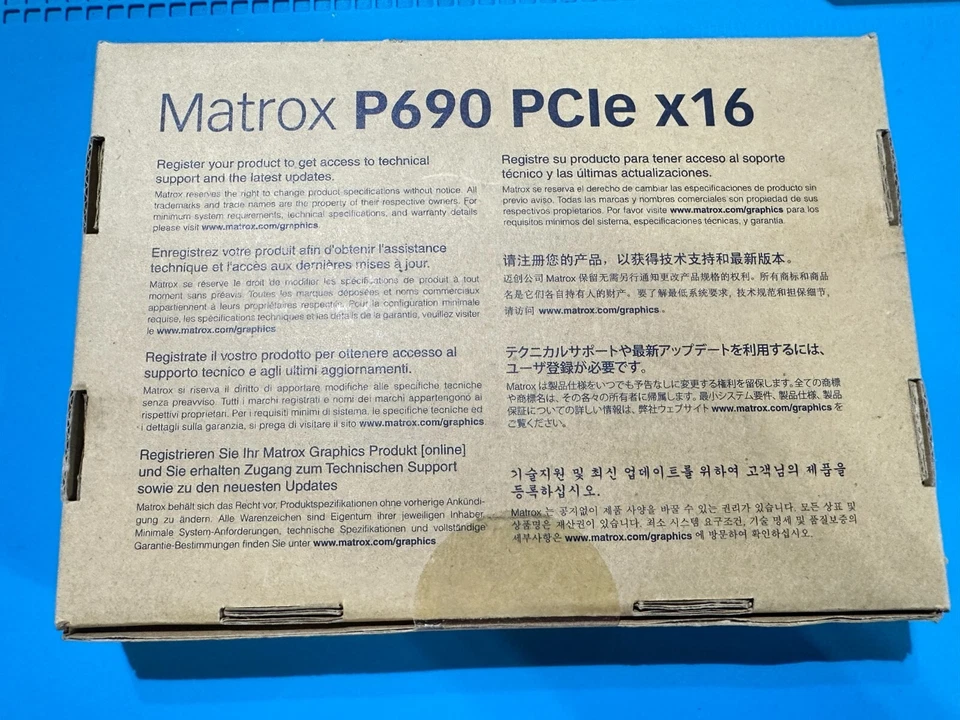 Matrox P690 PCIe x16
Register your product to get access to technical
support and the latest updates.
Matrox reserves the right to change product specifications without notice. All
trademarks and trade names are the property of their respective owners. For
minimum system requirements, technical specifications, and warranty details
please visit www.matrox.com/graphics.
Enregistrez votre produit afin d'obtenir l'assistance
technique et l'accès aux dernières mises à jour.
Matrox se réserve le droit de modifier les spécifications de produit à tout
moment sans préavis. Toutes les marques déposées et noms commerciaux
appartiennent à leurs propriétaires respectifs. Pour la configuration minimale
requise, les spécifications techniques et les détails de la garantie, veuillez visiter
le www.matrox.com/graphics
Registrate il vostro prodotto per ottenere accesso al
supporto tecnico e agli ultimi aggiornamenti.
Matrox si riserva il diritto di apportare modifiche alle specifiche tecniche
senza preavviso. Tutti i marchi registrati e nomi dei marchi appartengono ai
rispettivi proprietari. Per i requisiti minimi di sistema, le specifiche tecniche ed
i dettagli sulla garanzia, si prega di visitare il sito www.matrox.com/graphics.
Registrieren Sie Ihr Matrox Graphics Produkt [online]
und Sie erhalten Zugang zum Technischen Support
sowie zu den neuesten Updates
Matrox behält sich das Recht vor, Produktspezifikationen ohne vorherige Ankündi-
gung zu ändern. Alle Warenzeichen sind Eigentum ihrer jeweiligen Inhaber.
Minimale System-Anforderungen, technische Spezifikationen und vollständige
Garantie-Bestimmungen finden Sie unter www.matrox.com/graphics
Registre su producto para tener acceso al soporte
técnico y las últimas actualizaciones.
Matrox se reserva el derecho de cambiar las especificaciones de producto sin
previo aviso. Todas las marcas y nombres comerciales son propiedad de sus
respectivos propietarios. Por favor visite www.matrox.com/graphics para los
requisitos mínimos del sistema, especificaciones técnicas, y garantía.
请注册您的产品，以获得技术支持和最新版本。
迈创公司 Matrox 保留无需另行通知更改产品规格的权利。所有商标和商品
名是它们各自持有人的财产。要了解最低系统要求，技术规范和担保细节，
请访问 www.matrox.com/graphics。
テクニカルサポートや最新アップデートを利用するには、
ユーザ登録が必要です。
Matrox は製品仕様をいつでも予告なしに変更する権利を留保します。全ての商標
や商標名は、その各々の所有者に帰属します。最小システム要件、製品仕様、製品
保証についての詳しい情報は、弊社ウェブサイト www.matrox.com/graphics を
ご覧ください。
기술지원 및 최신 업데이트를 위하여 고객님의 제품을
등록하십시오.
Matrox 는 공지없이 제품 사양을 바꿀 수 있는 권리가 있습니다. 모든 상표 및
상품명은 재산권이 있습니다. 최소 시스템 요구조건, 기술 명세 및 품질보증의
세부사항은 www.matrox.com/graphics 에 방문하여 확인하십시오.